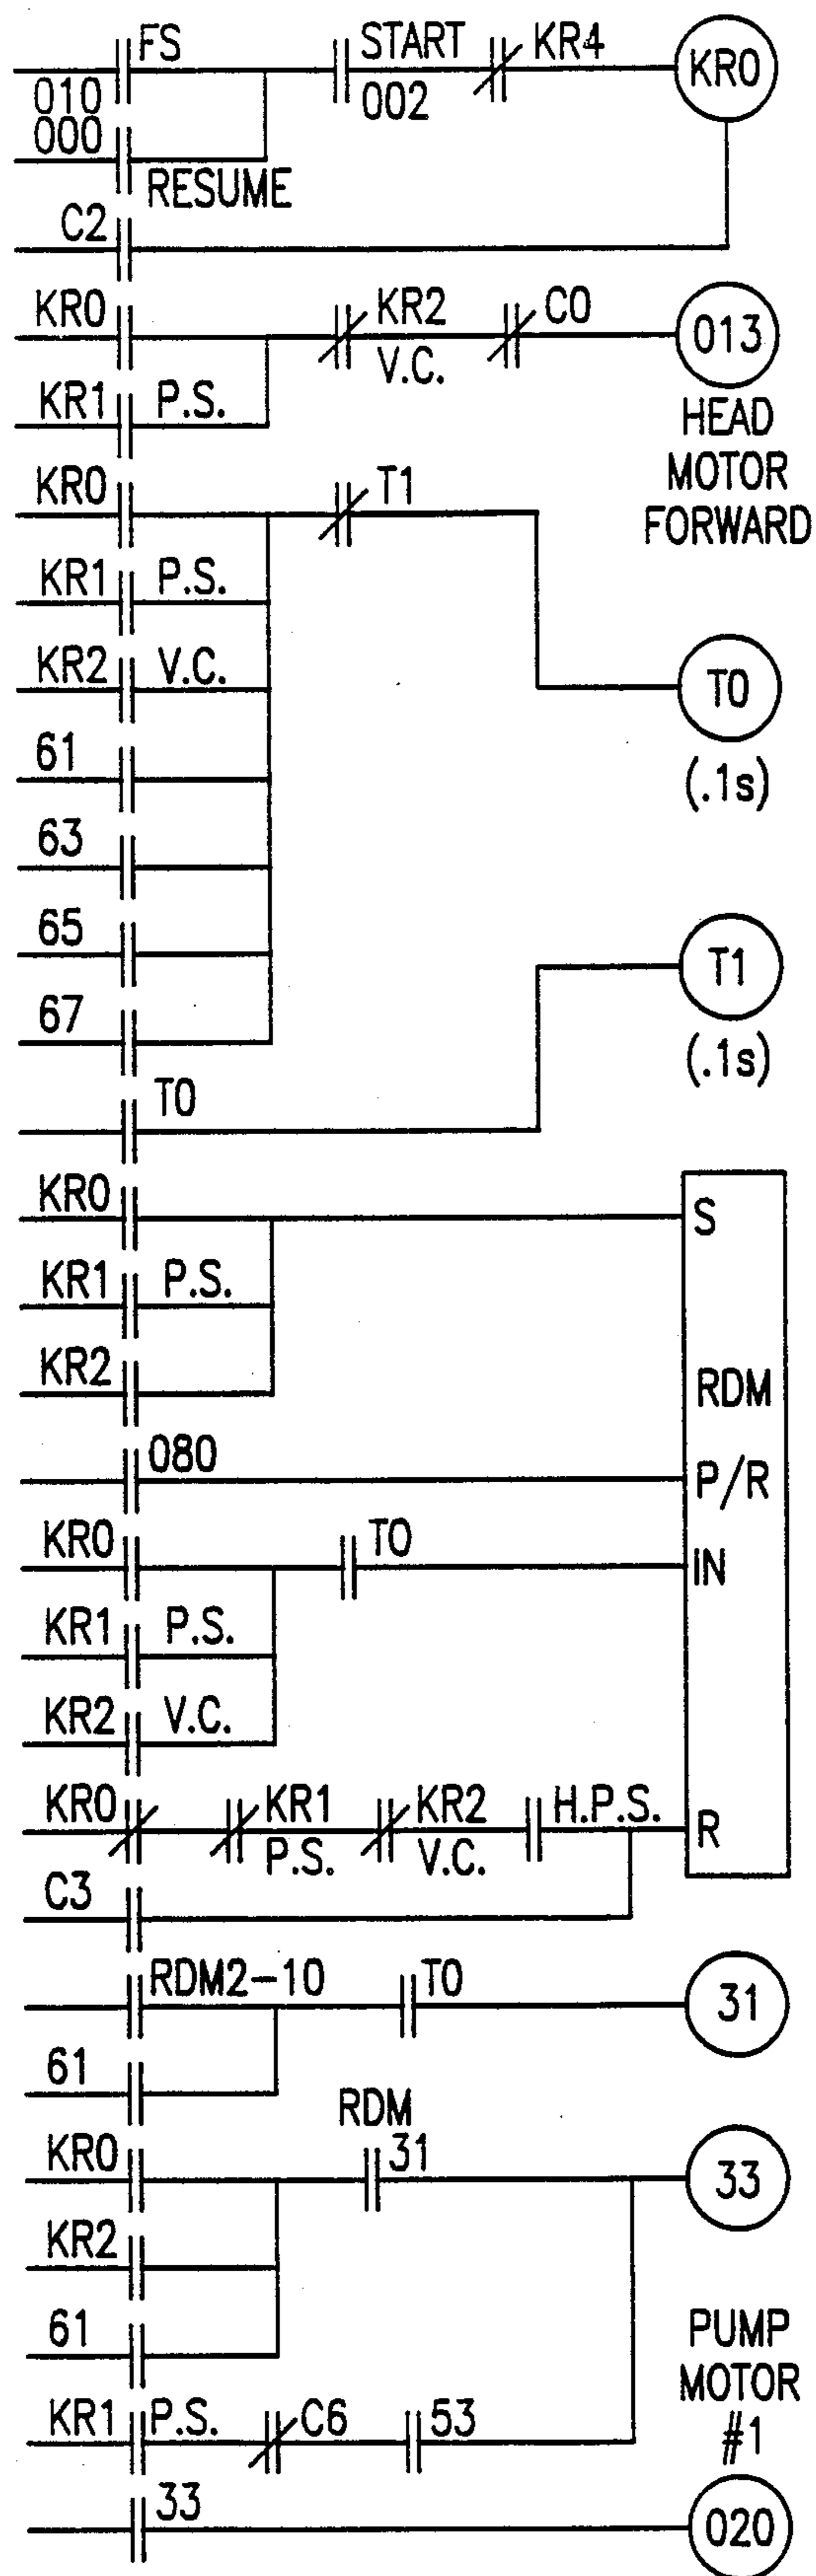 FS START KR4 KR0
010 002
000
RESUME
C2
KR0 KR2 C0 013
V.C.
KR1 P.S. HEAD
MOTOR
FORWARD
KR0 T1
KR1 P.S.
KR2 V.C. T0
61 (.1s)
63
65 T1
67 (.1s)
T0
KR0 S
KR1 P.S.
KR2 RDM
080 P/R
KR0 T0 IN
KR1 P.S.
KR2 V.C.
KR0 KR1 KR2 H.P.S. R
P.S. V.C.
C3
RDM2-10 T0 31
61
RDM
KR0 31 33
KR2
61 PUMP
MOTOR
#1
KR1 P.S. C6 53
33 020